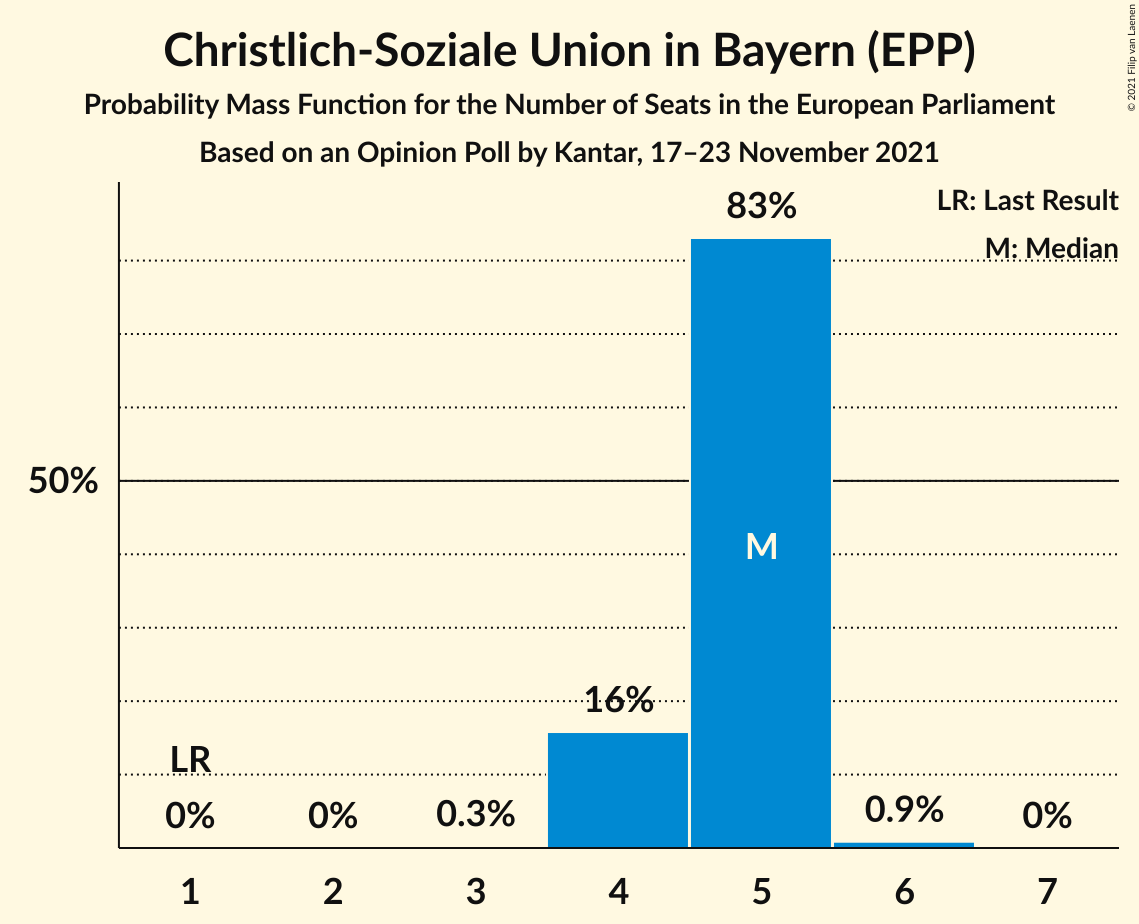 Christlich-Soziale Union in Bayern (EPP)
Probability Mass Function for the Number of Seats in the European Parliament
Based on an Opinion Poll by Kantar, 17–23 November 2021
© 2021 Filip van Laenen
LR: Last Result
M: Median
83%
50%
M
16%
LR
0%
0%
0.3%
0.9%
0%
1
2
3
4
5
6
7